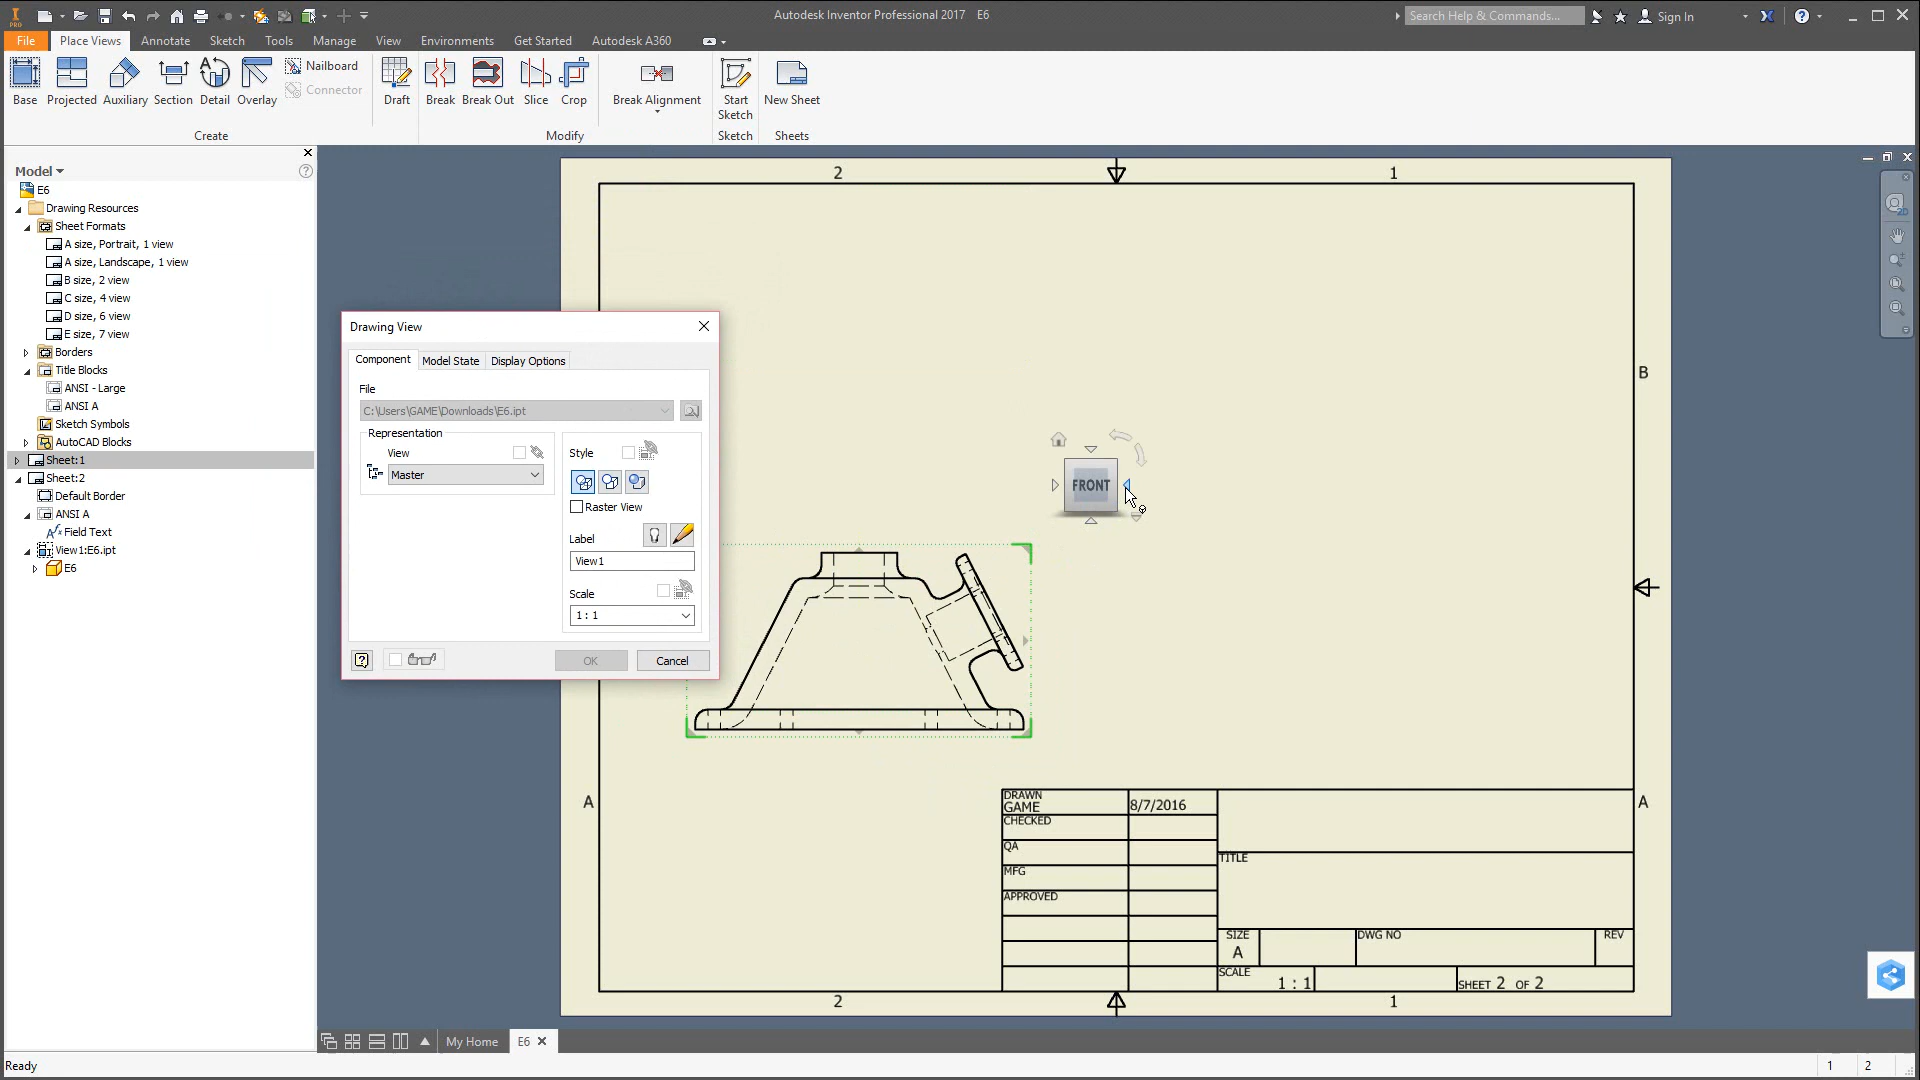 Autodesk Inventor Professional 2017 E6
Search Help & Commands...
Sign In
PRO
File Place Views Annotate Sketch Tools Manage View Environments Get Started Autodesk A360
Base Projected Auxiliary Section Detail Overlay
Nailboard
Connector
Draft Break Break Out Slice Crop Break Alignment
Start Sketch
New Sheet
Create Modify Sketch Sheets
Model
E6
Drawing Resources
Sheet Formats
A size, Portrait, 1 view
A size, Landscape, 1 view
B size, 2 view
C size, 4 view
D size, 6 view
E size, 7 view
Borders
Title Blocks
ANSI - Large
ANSI A
Sketch Symbols
AutoCAD Blocks
Sheet:1
Sheet:2
Default Border
ANSI A
Field Text
View1:E6.ipt
E6
Drawing View
Component Model State Display Options
File
C:\Users\GAME\Downloads\E6.ipt
Representation
View
Master
Style
Raster View
Label
View1
Scale
1 : 1
OK Cancel
2 1
FRONT
B
A A
DRAWN
GAME 8/7/2016
CHECKED
QA
MFG
APPROVED
TITLE
SIZE
A
DWG NO
REV
SCALE
1 : 1
SHEET 2 OF 2
2 1
My Home E6
Ready
1 2